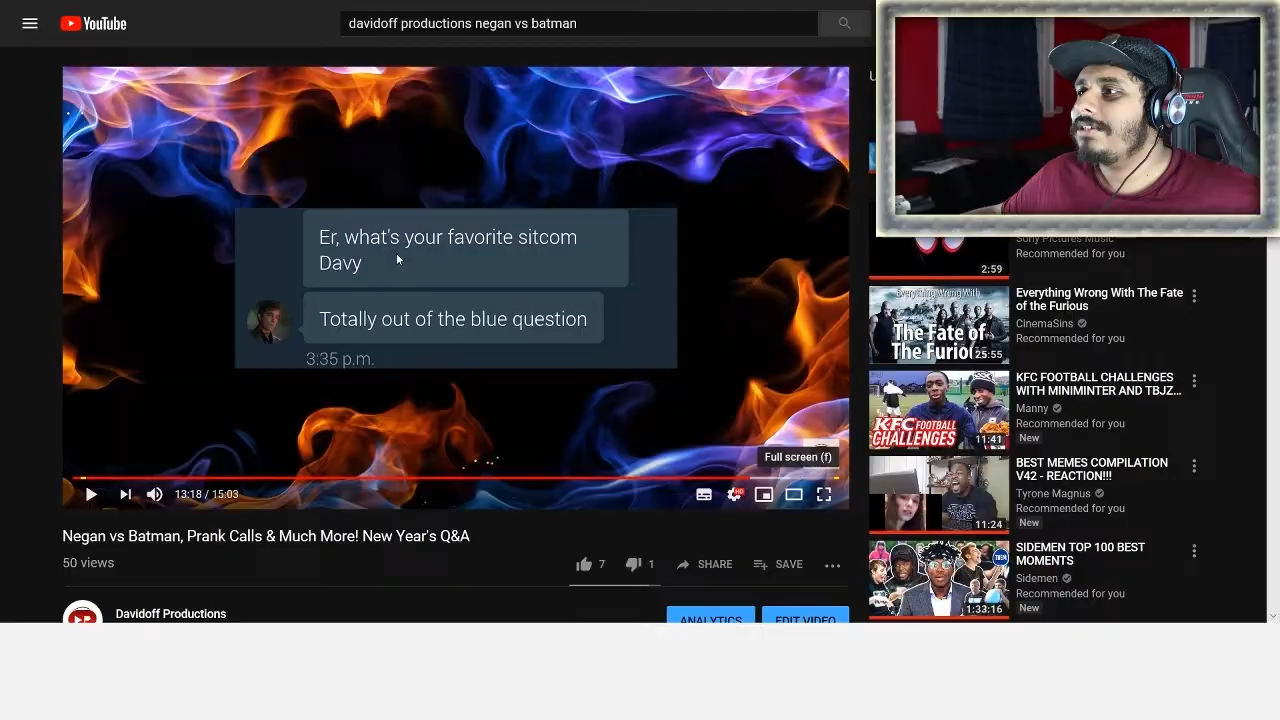 YouTube
davidoff productions negan vs batman
Er, what's your favorite sitcom
Davy
Totally out of the blue question
3:35 p.m.
Full screen (f)
13:18 / 15:03
HD
Negan vs Batman, Prank Calls & Much More! New Year's Q&A
50 views
7
1
SHARE
SAVE
Davidoff Productions
ANALYTICS
EDIT VIDEO
U
Sony Pictures Music
Recommended for you
2:59
Everything Wrong With
The Fate of
The Furio
25:55
Everything Wrong With The Fate
of the Furious
CinemaSins
Recommended for you
KFC FOOTBALL
CHALLENGES
11:41
KFC FOOTBALL CHALLENGES
WITH MINIMINTER AND TBJZ...
Manny
Recommended for you
New
11:24
BEST MEMES COMPILATION
V42 - REACTION!!!
Tyrone Magnus
Recommended for you
New
1:33:16
SIDEMEN TOP 100 BEST
MOMENTS
Sidemen
Recommended for you
New